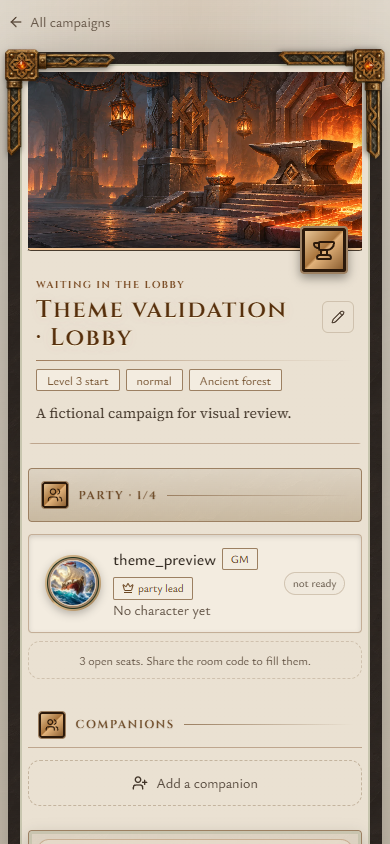 All campaigns
WAITING IN THE LOBBY
THEME VALIDATION
· LOBBY
Level 3 start normal Ancient forest
A fictional campaign for visual review.
PARTY · 1/4
theme_preview GM
party lead
not ready
No character yet
3 open seats. Share the room code to fill them.
COMPANIONS
Add a companion